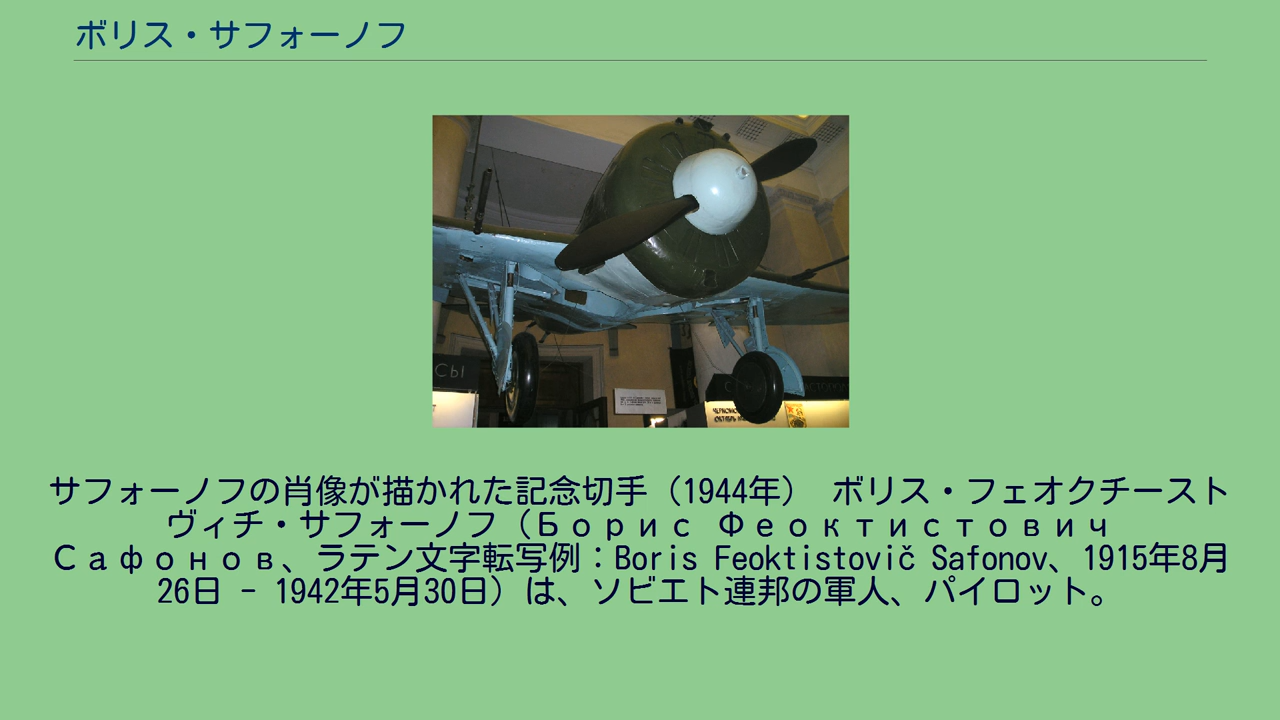 ボリス・サフォーノフ
СЫ
サフォーノフの肖像が描かれた記念切手（1944年） ボリス・フェオクチースト
ヴィチ・サフォーノフ（Борис Феоктистович
Сафонов、ラテン文字転写例：Boris Feoktistovič Safonov、1915年8月
26日 - 1942年5月30日）は、ソビエト連邦の軍人、パイロット。